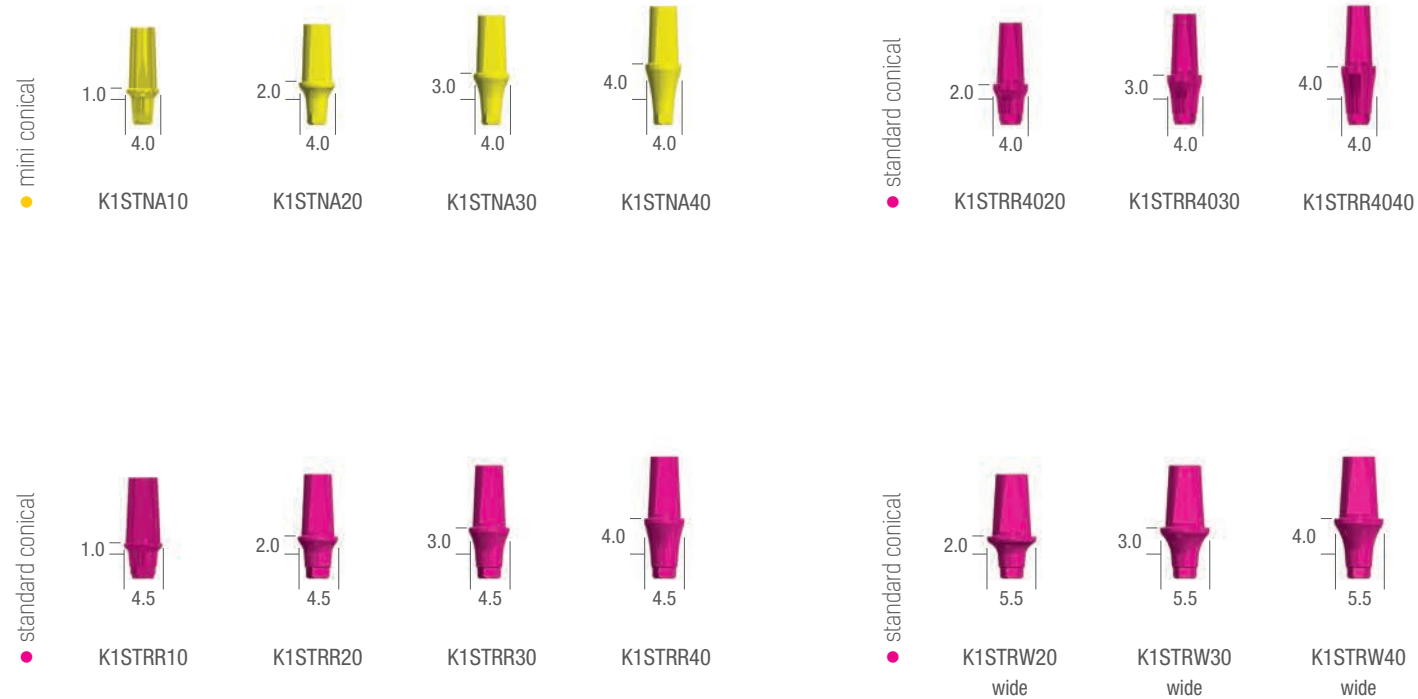 mini conical
1.0
4.0
K1STNA10
2.0
4.0
K1STNA20
3.0
4.0
K1STNA30
4.0
4.0
K1STNA40
standard conical
2.0
4.0
K1STRR4020
3.0
4.0
K1STRR4030
4.0
4.0
K1STRR4040
standard conical
1.0
4.5
K1STRR10
2.0
4.5
K1STRR20
3.0
4.5
K1STRR30
4.0
4.5
K1STRR40
standard conical
2.0
5.5
K1STRW20
wide
3.0
5.5
K1STRW30
wide
4.0
5.5
K1STRW40
wide